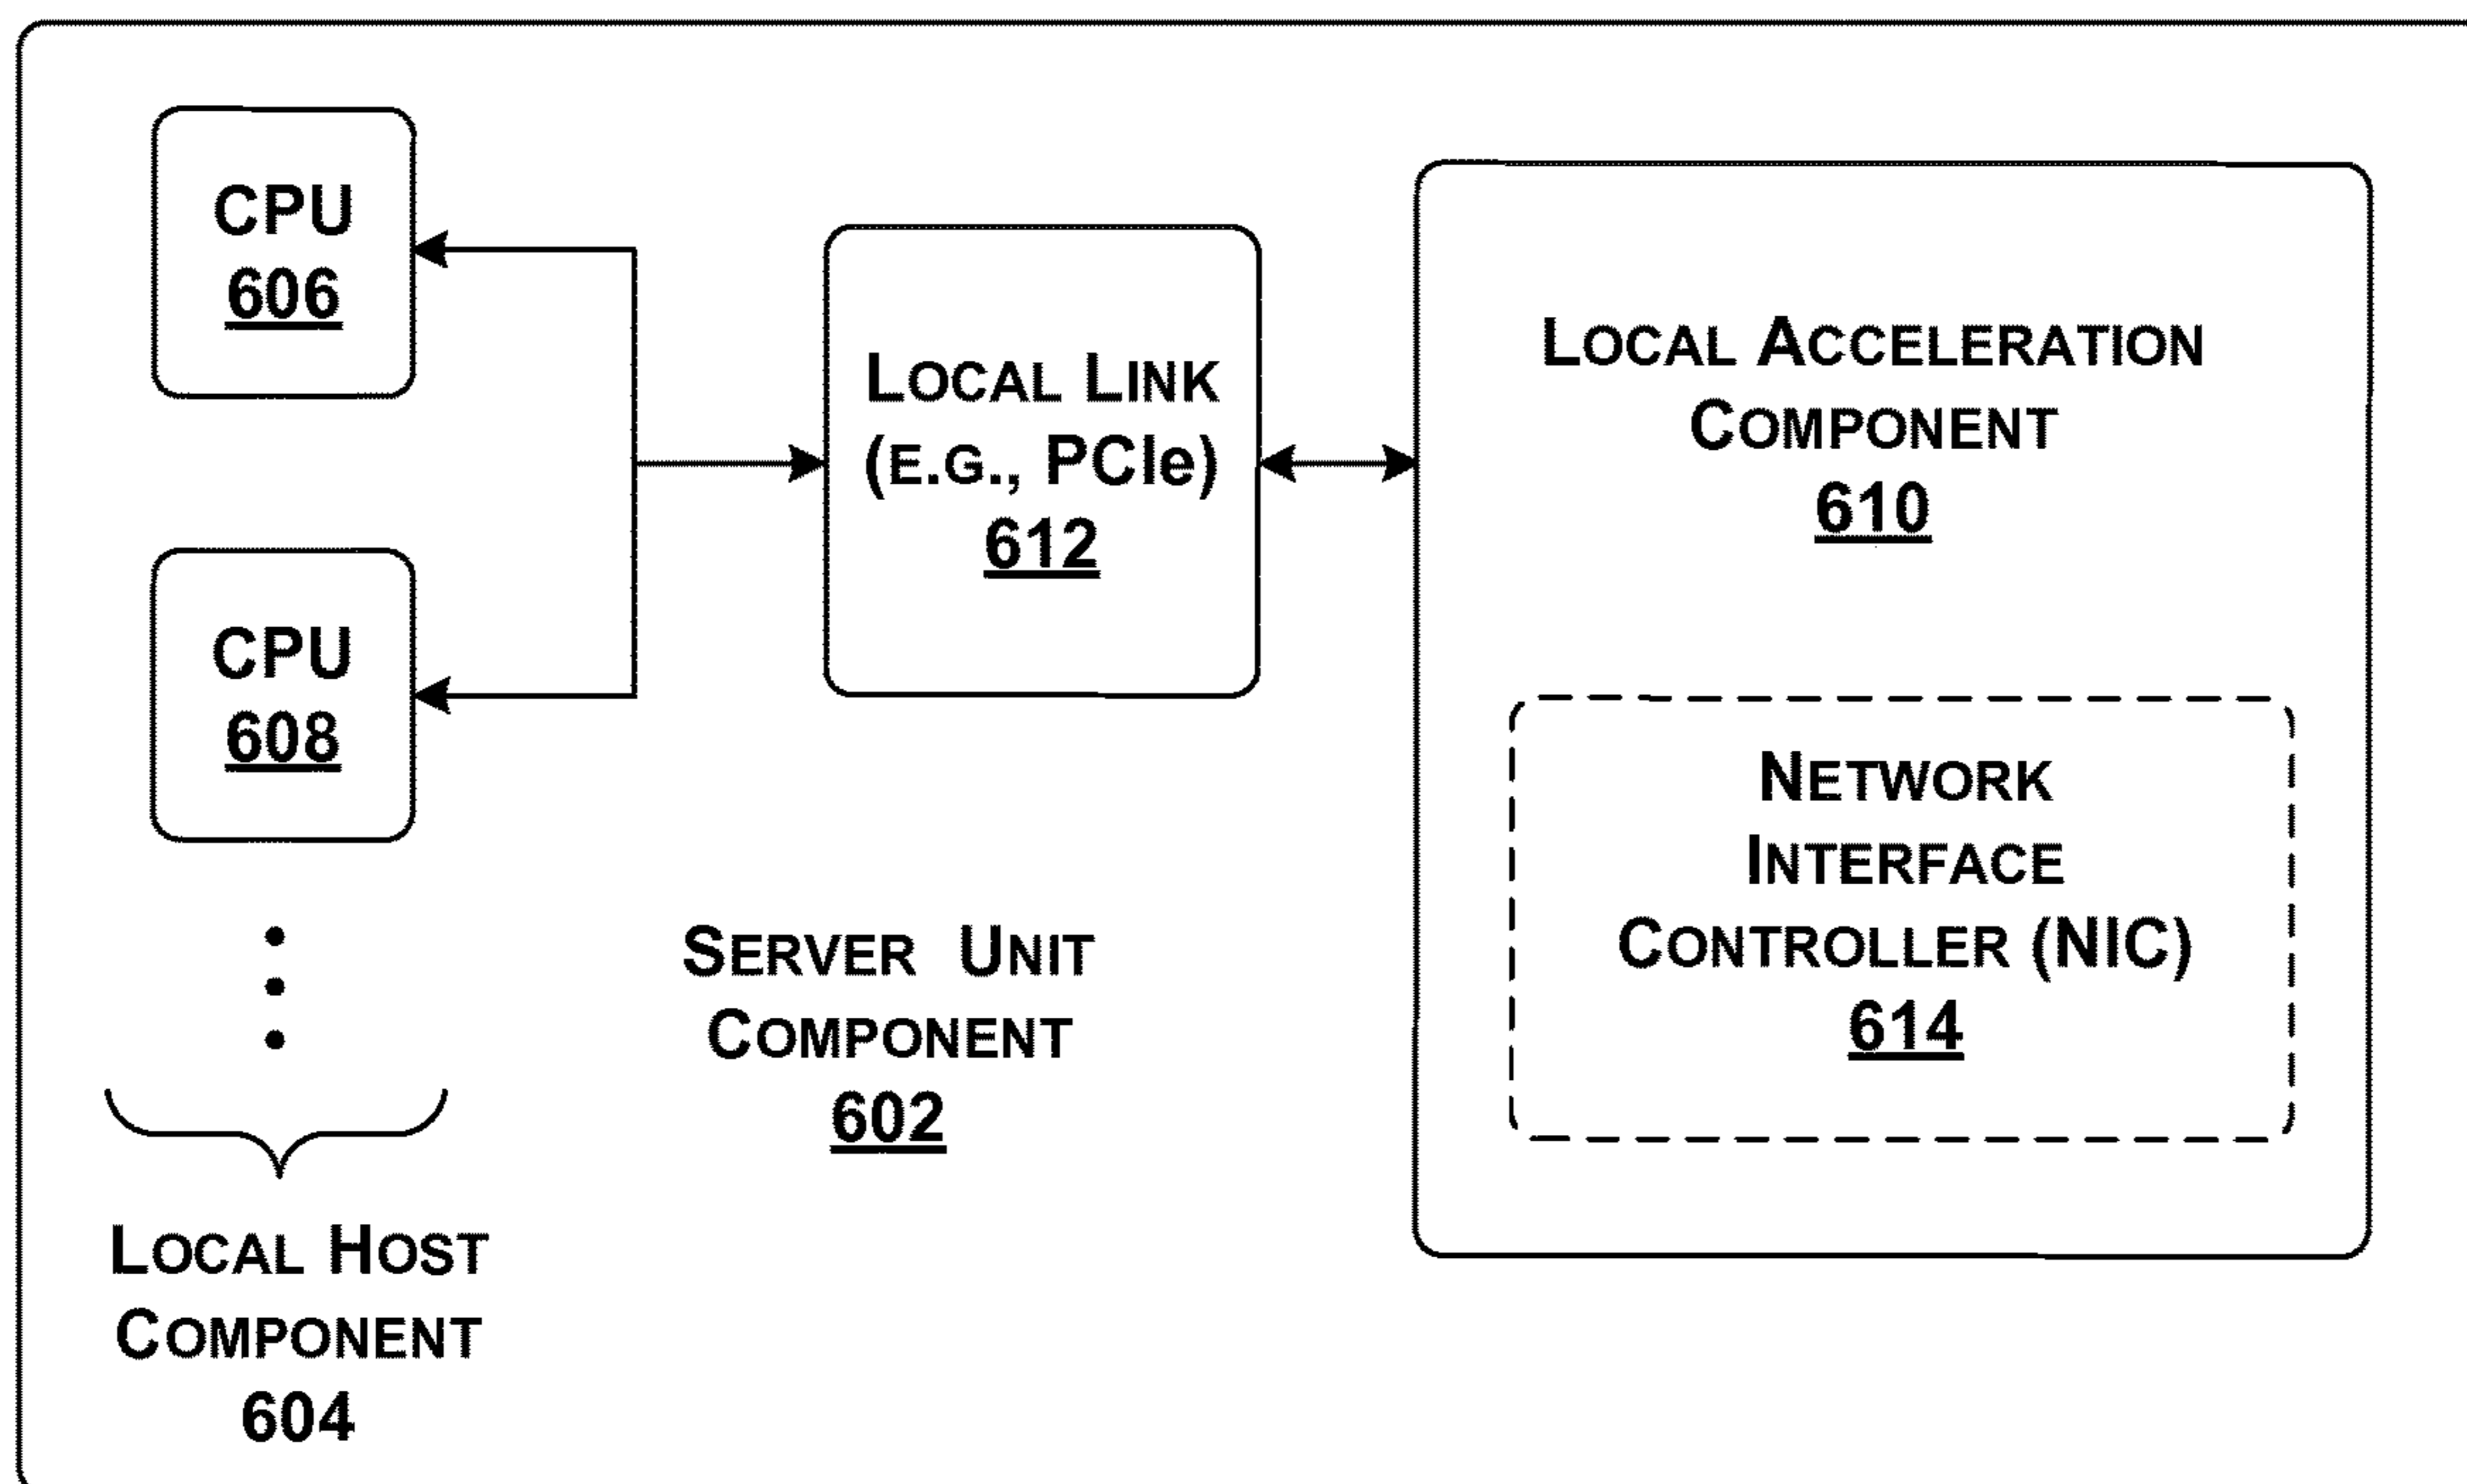 CPU
606
CPU
608
LOCAL HOST
COMPONENT
604
LOCAL LINK
(E.G., PCIe)
612
SERVER UNIT
COMPONENT
602
LOCAL ACCELERATION
COMPONENT
610
NETWORK
INTERFACE
CONTROLLER (NIC)
614